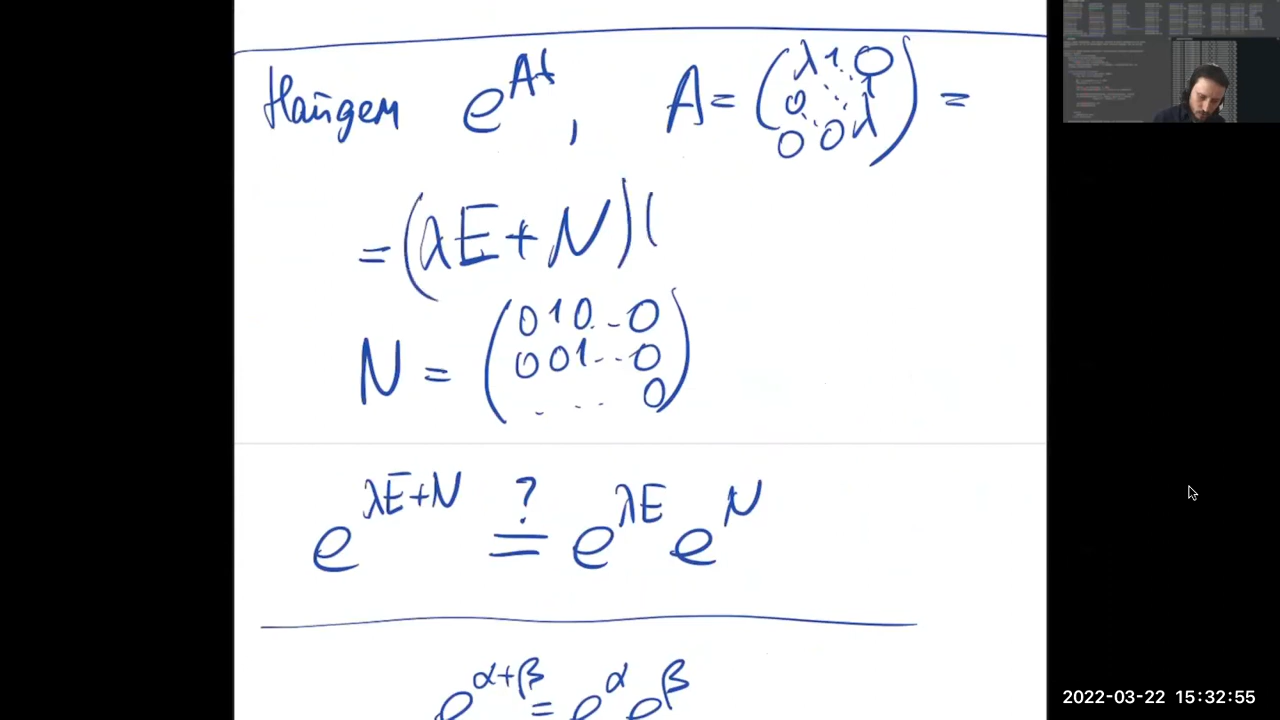 Найдем e^{At}, A = (λ 1 0 0 λ 0 0 λ) =
= (λE + N) (
N = (0 1 0 .. 0
0 0 1 .. 0
. . . . 0)
e^{λE+N} ?= e^{λE} e^{N}
e^{α+β} = e^{α} e^{β}
2022-03-22 15:32:55